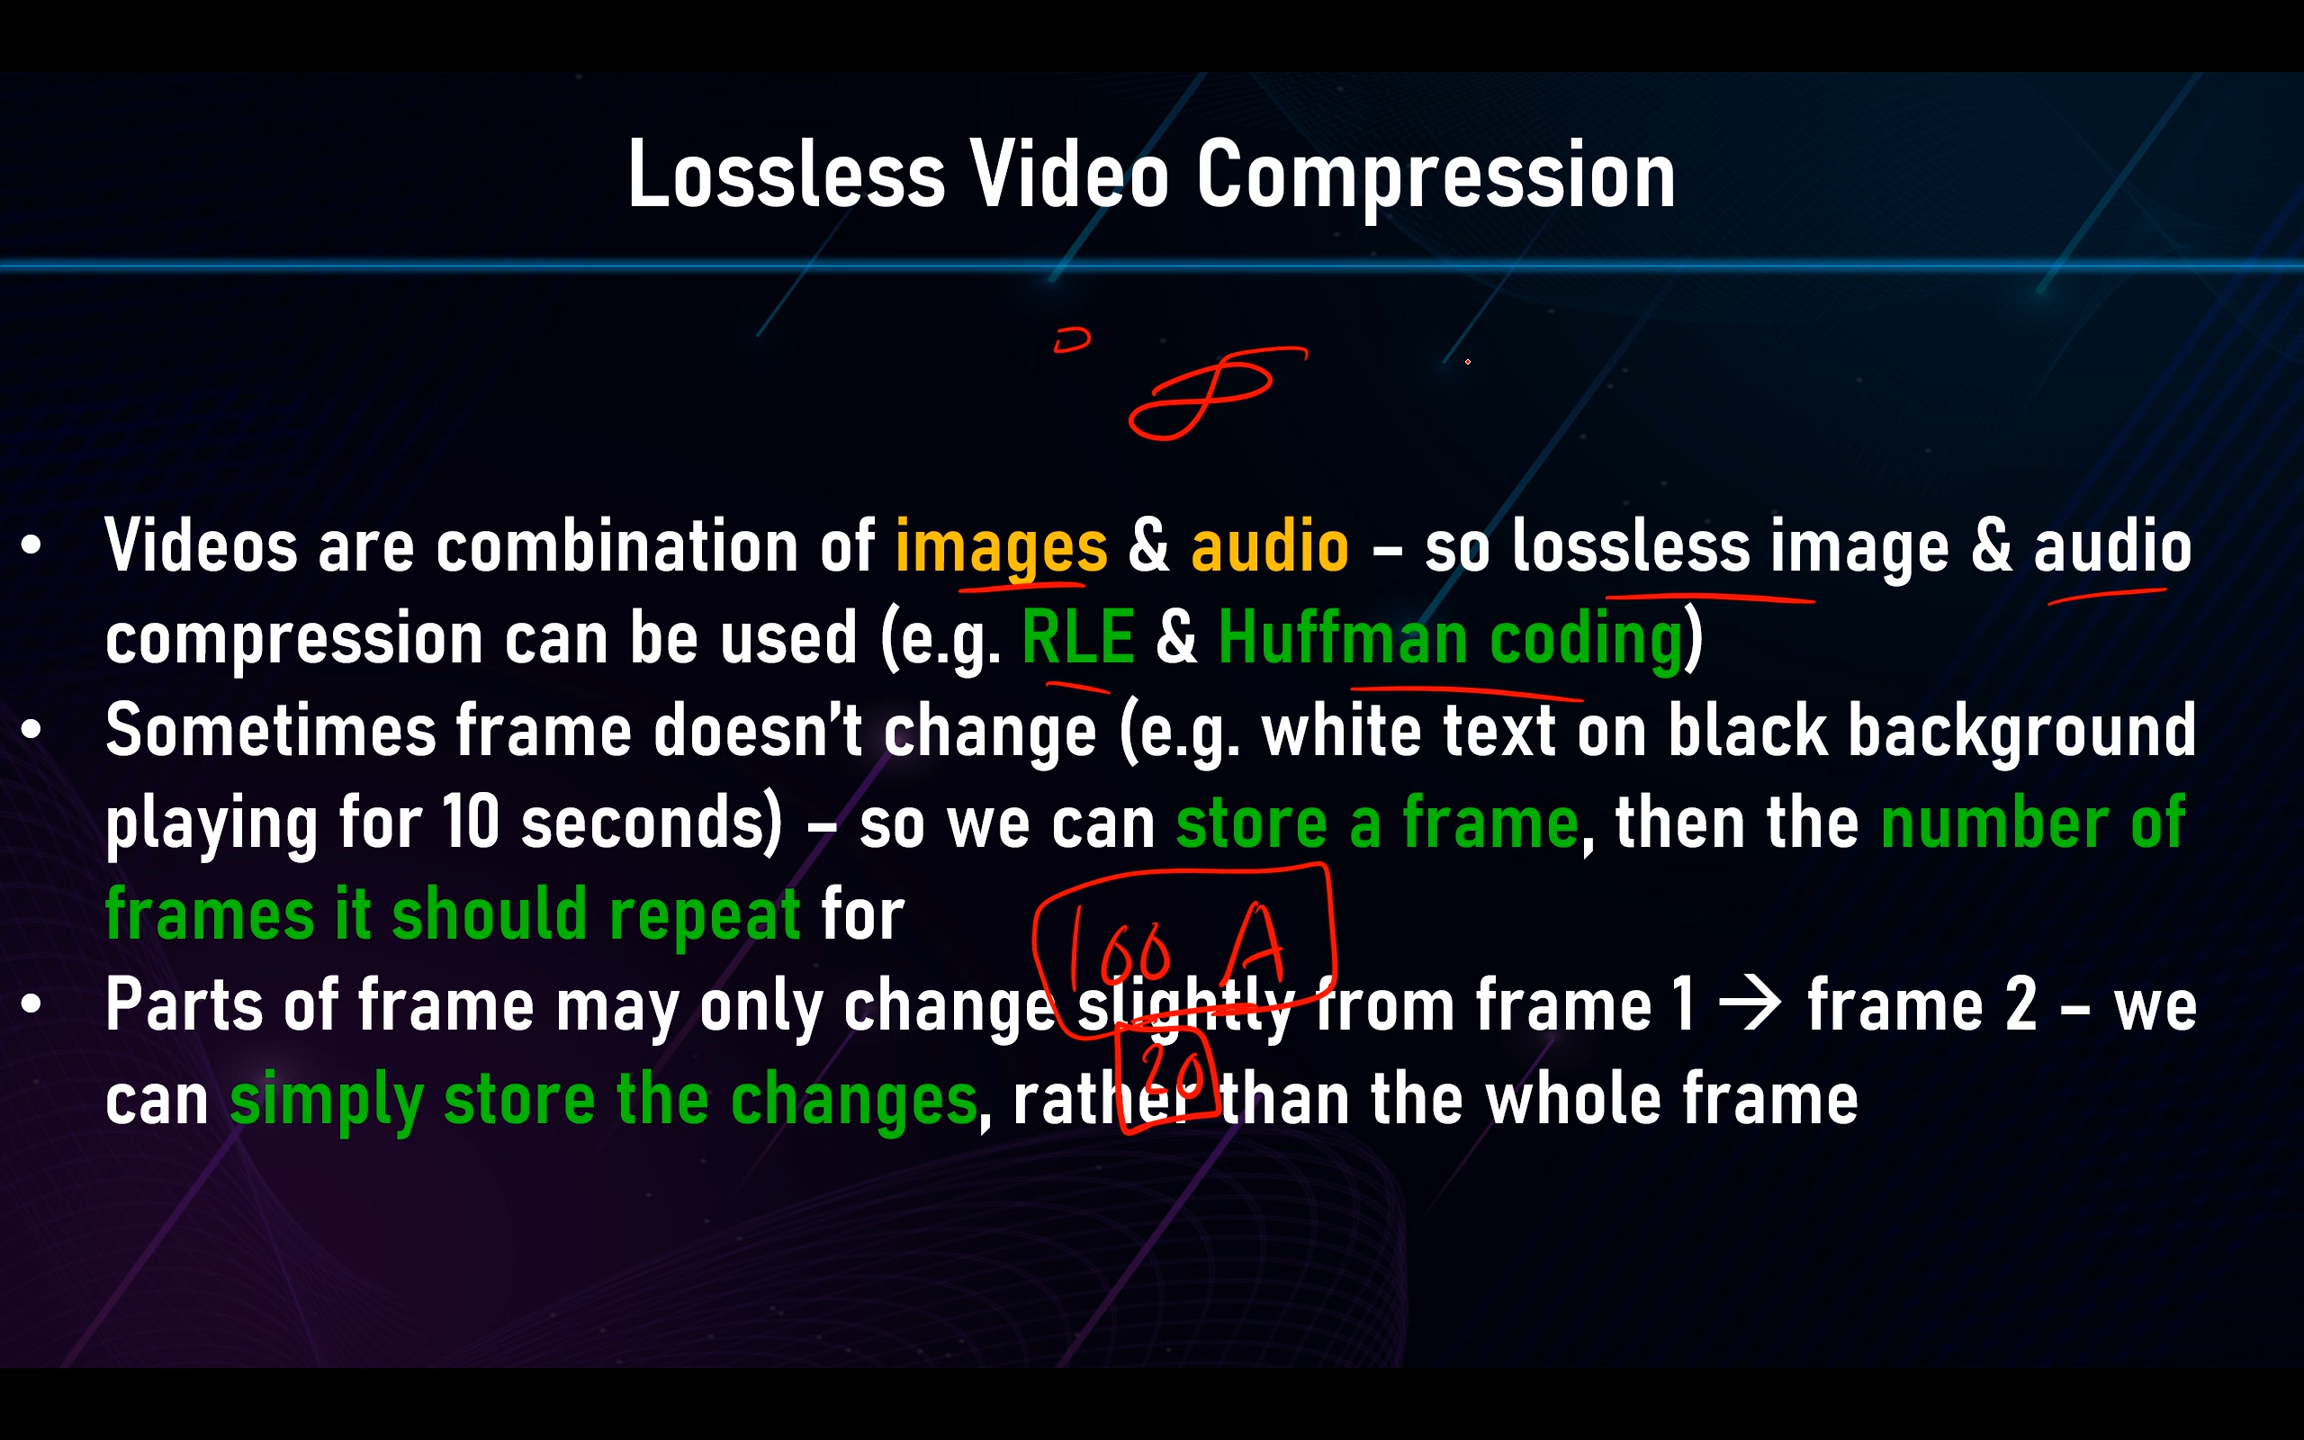 Lossless Video Compression
• Videos are combination of images & audio – so lossless image & audio
compression can be used (e.g. RLE & Huffman coding)
• Sometimes frame doesn’t change (e.g. white text on black background
playing for 10 seconds) – so we can store a frame, then the number of
frames it should repeat for
100 A
• Parts of frame may only change slightly from frame 1 → frame 2 – we
20
can simply store the changes, rather than the whole frame